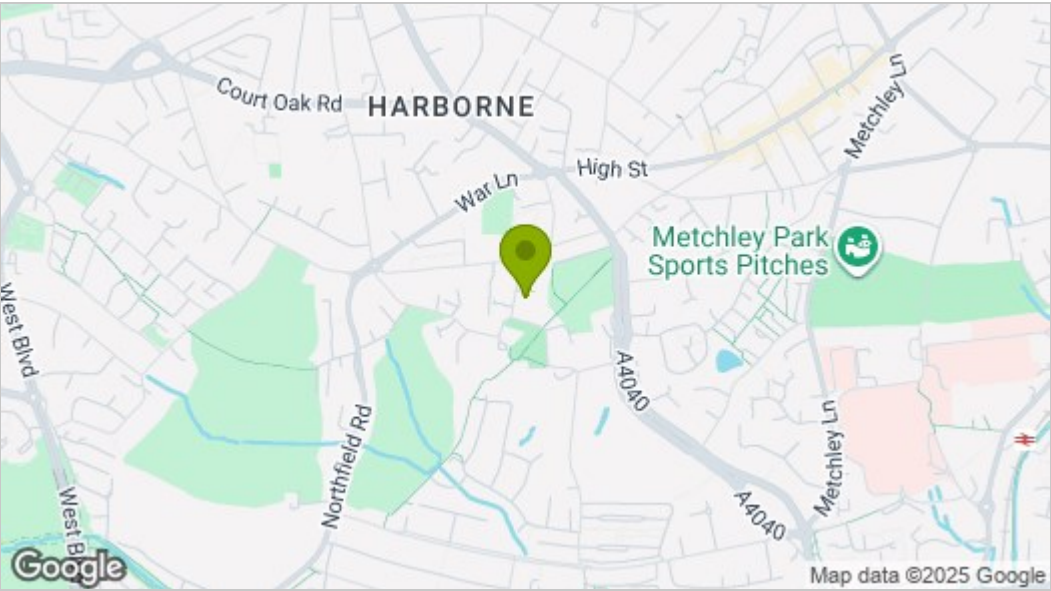 Court Oak Rd
HARBORNE
Metchley Ln
High St
War Ln
Metchley Park
Sports Pitches
West Blvd
A4040
Northfield Rd
Metchley Ln
A4040
West Bl
Google
Map data ©2025 Google